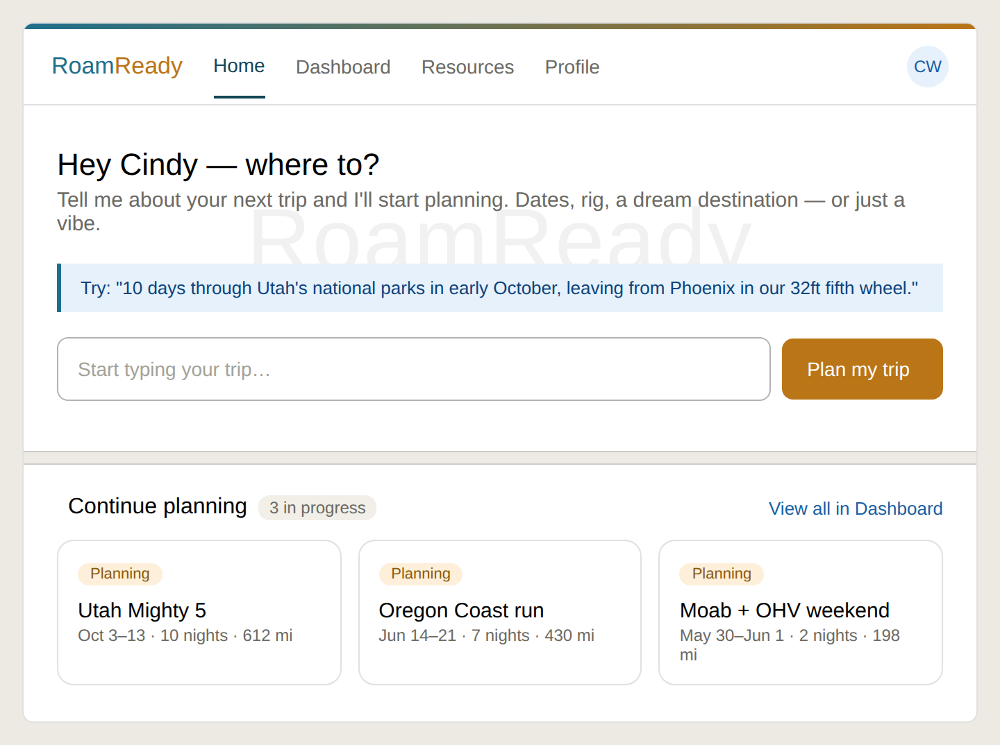 RoamReady
Home
Dashboard
Resources
Profile
CW
Hey Cindy — where to?
Tell me about your next trip and I'll start planning. Dates, rig, a dream destination — or just a
vibe.
RoamReady
Try: "10 days through Utah's national parks in early October, leaving from Phoenix in our 32ft fifth wheel."
Start typing your trip…
Plan my trip
Continue planning
3 in progress
View all in Dashboard
Planning
Utah Mighty 5
Oct 3–13 · 10 nights · 612 mi
Planning
Oregon Coast run
Jun 14–21 · 7 nights · 430 mi
Planning
Moab + OHV weekend
May 30–Jun 1 · 2 nights · 198
mi